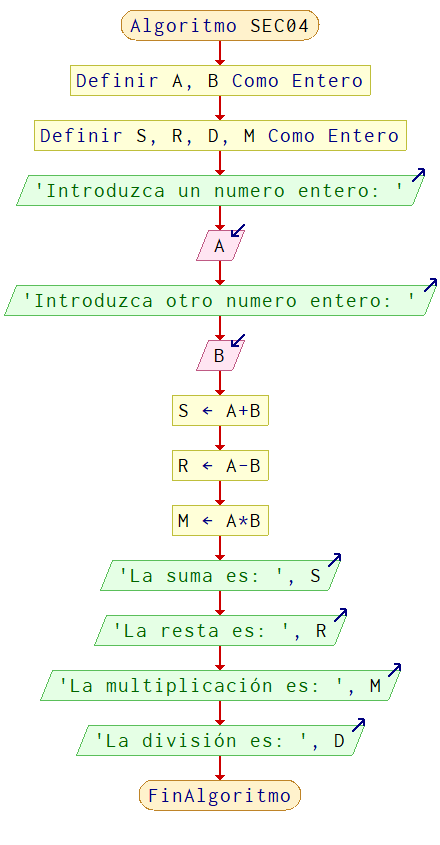 Algoritmo SEC04
Definir A, B Como Entero
Definir S, R, D, M Como Entero
'Introduzca un numero entero: '
A
'Introduzca otro numero entero: '
B
S ← A+B
R ← A-B
M ← A*B
'La suma es: ', S
'La resta es: ', R
'La multiplicación es: ', M
'La división es: ', D
FinAlgoritmo